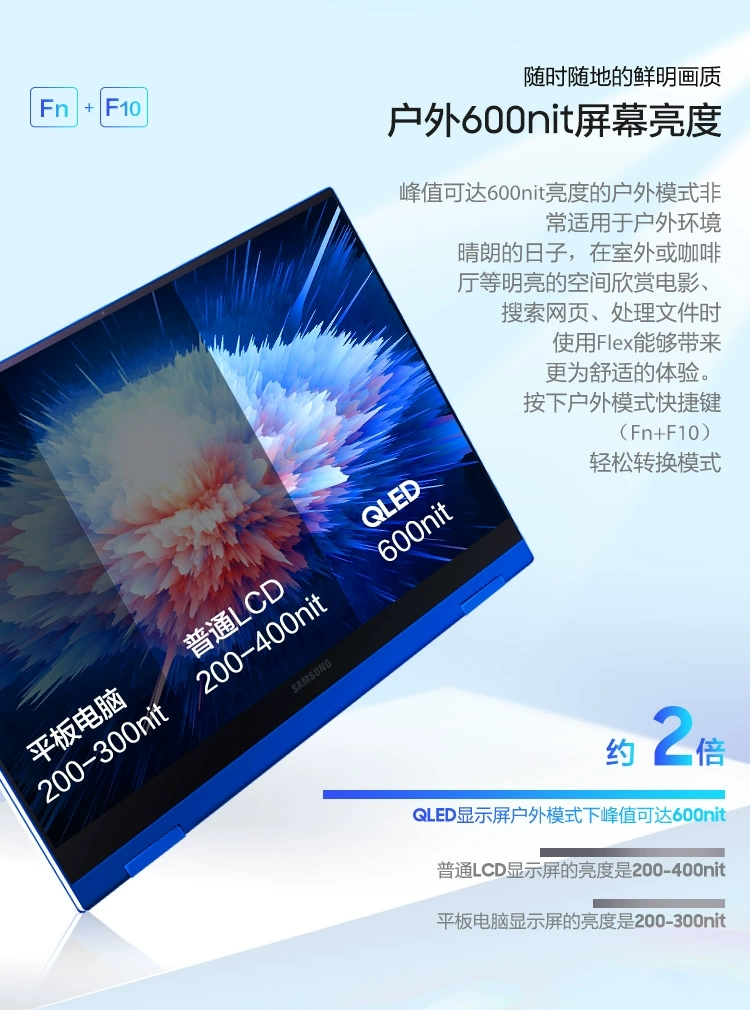 随时随地的鲜明画质
Fn + F10
户外600nit屏幕亮度
峰值可达600nit亮度的户外模式非
常适用于户外环境
晴朗的日子，在室外或咖啡
厅等明亮的空间欣赏电影、
搜索网页、处理文件时
使用Flex能够带来
更为舒适的体验。
按下户外模式快捷键
（Fn+F10）
轻松转换模式
QLED
600nit
普通LCD
200-400nit
平板电脑
200-300nit
SAMSUNG
约 2倍
QLED显示屏户外模式下峰值可达600nit
普通LCD显示屏的亮度是200-400nit
平板电脑显示屏的亮度是200-300nit